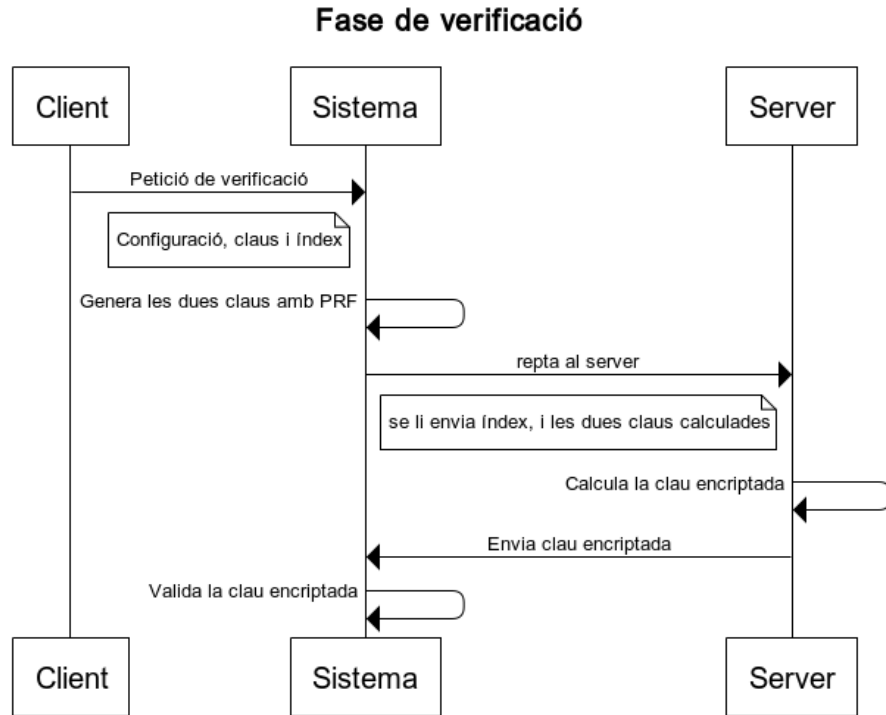 Fase de verificació
Client
Sistema
Server
Petició de verificació
Configuració, claus i índex
Genera les dues claus amb PRF
repta al server
se li envia índex, i les dues claus calculades
Calcula la clau encriptada
Envia clau encriptada
Valida la clau encriptada
Client
Sistema
Server